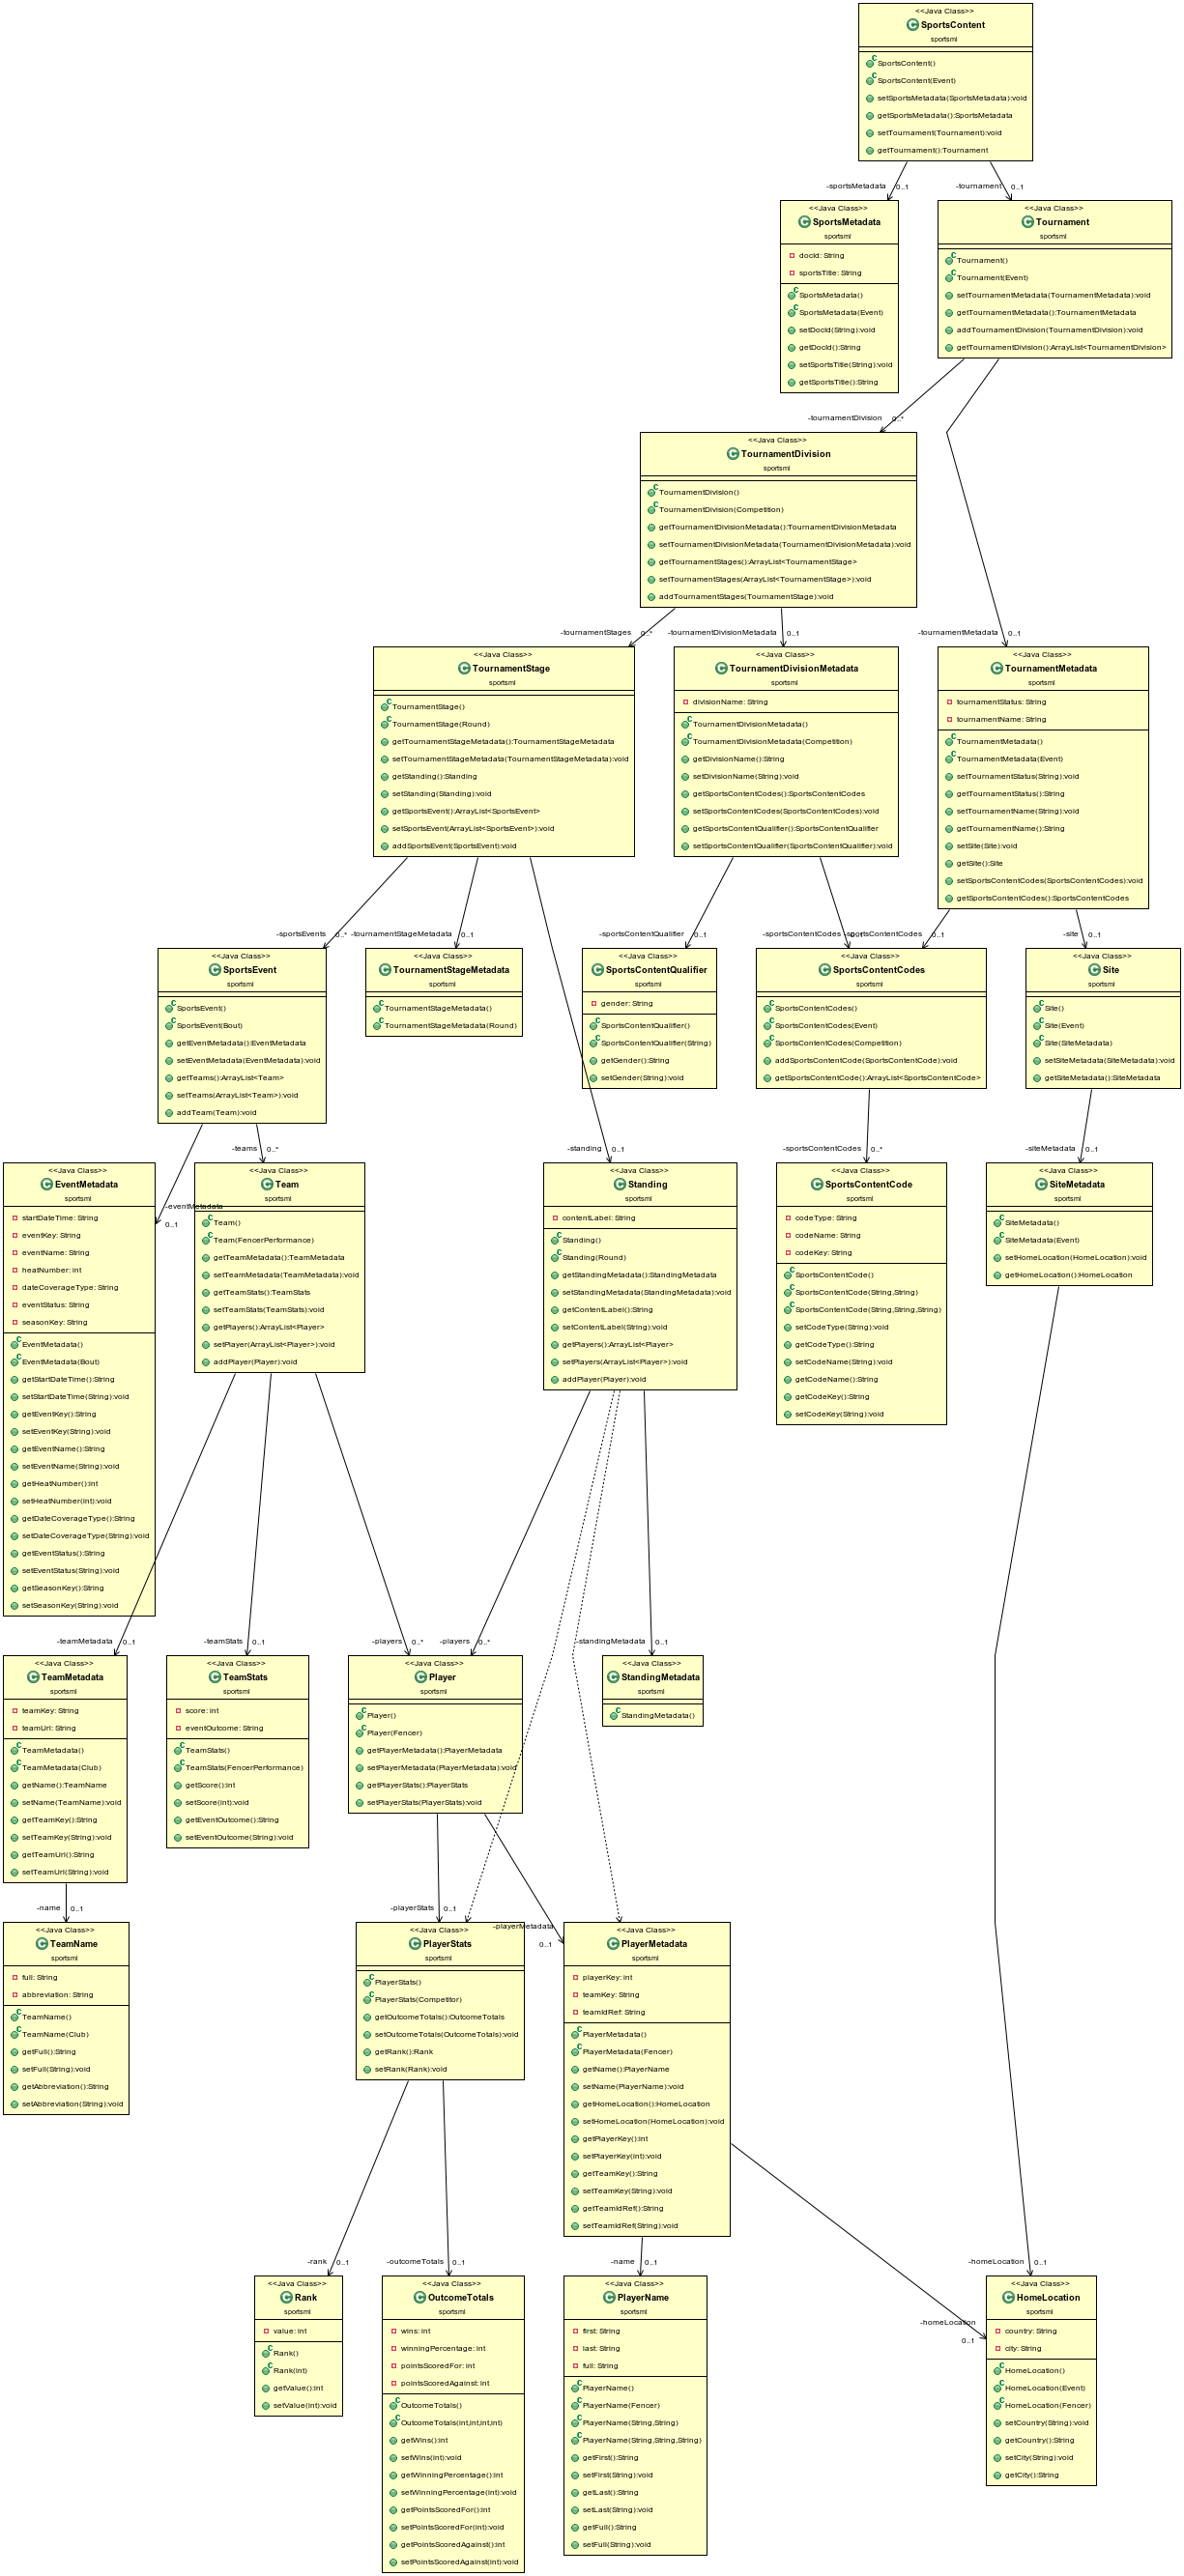 <<Java Class>>
SportsContent
sportsml
SportsContent()
SportsContent(Event)
setSportsMetadata(SportsMetadata):void
getSportsMetadata():SportsMetadata
setTournament(Tournament):void
getTournament():Tournament
-sportsMetadata 0..1
-tournament 0..1
<<Java Class>>
SportsMetadata
sportsml
docId: String
sportsTitle: String
SportsMetadata()
SportsMetadata(Event)
setDocId(String):void
getDocId():String
setSportsTitle(String):void
getSportsTitle():String
<<Java Class>>
Tournament
sportsml
Tournament()
Tournament(Event)
setTournamentMetadata(TournamentMetadata):void
getTournamentMetadata():TournamentMetadata
addTournamentDivision(TournamentDivision):void
getTournamentDivision():ArrayList<TournamentDivision>
-tournamentDivision 0..*
<<Java Class>>
TournamentDivision
sportsml
TournamentDivision()
TournamentDivision(Competition)
getTournamentDivisionMetadata():TournamentDivisionMetadata
setTournamentDivisionMetadata(TournamentDivisionMetadata):void
getTournamentStages():ArrayList<TournamentStage>
setTournamentStages(ArrayList<TournamentStage>):void
addTournamentStages(TournamentStage):void
-tournamentStages 0..*
-tournamentDivisionMetadata 0..1
-tournamentMetadata 0..1
<<Java Class>>
TournamentStage
sportsml
TournamentStage()
TournamentStage(Round)
getTournamentStageMetadata():TournamentStageMetadata
setTournamentStageMetadata(TournamentStageMetadata):void
getStanding():Standing
setStanding(Standing):void
getSportsEvent():ArrayList<SportsEvent>
setSportsEvent(ArrayList<SportsEvent>):void
addSportsEvent(SportsEvent):void
<<Java Class>>
TournamentDivisionMetadata
sportsml
divisionName: String
TournamentDivisionMetadata()
TournamentDivisionMetadata(Competition)
getDivisionName():String
setDivisionName(String):void
getSportsContentCodes():SportsContentCodes
setSportsContentCodes(SportsContentCodes):void
getSportsContentQualifier():SportsContentQualifier
setSportsContentQualifier(SportsContentQualifier):void
<<Java Class>>
TournamentMetadata
sportsml
tournamentStatus: String
tournamentName: String
TournamentMetadata()
TournamentMetadata(Event)
setTournamentStatus(String):void
getTournamentStatus():String
setTournamentName(String):void
getTournamentName():String
setSite(Site):void
getSite():Site
setSportsContentCodes(SportsContentCodes):void
getSportsContentCodes():SportsContentCodes
-sportsEvents 0..*
-tournamentStageMetadata 0..1
-sportsContentQualifier 0..1
-sportsContentCodes 0..1
-sportsContentCodes 0..1
-site 0..1
<<Java Class>>
SportsEvent
sportsml
SportsEvent()
SportsEvent(Bout)
getEventMetadata():EventMetadata
setEventMetadata(EventMetadata):void
getTeams():ArrayList<Team>
setTeams(ArrayList<Team>):void
addTeam(Team):void
<<Java Class>>
TournamentStageMetadata
sportsml
TournamentStageMetadata()
TournamentStageMetadata(Round)
<<Java Class>>
SportsContentQualifier
sportsml
gender: String
SportsContentQualifier()
SportsContentQualifier(String)
getGender():String
setGender(String):void
<<Java Class>>
SportsContentCodes
sportsml
SportsContentCodes()
SportsContentCodes(Event)
SportsContentCodes(Competition)
addSportsContentCode(SportsContentCode):void
getSportsContentCode():ArrayList<SportsContentCode>
<<Java Class>>
Site
sportsml
Site()
Site(Event)
Site(SiteMetadata)
setSiteMetadata(SiteMetadata):void
getSiteMetadata():SiteMetadata
-teams 0..*
-standing 0..1
-sportsContentCodes 0..*
-siteMetadata 0..1
-eventMetadata
0..1
<<Java Class>>
EventMetadata
sportsml
startDateTime: String
eventKey: String
eventName: String
heatNumber: int
dateCoverageType: String
eventStatus: String
seasonKey: String
EventMetadata()
EventMetadata(Bout)
getStartDateTime():String
setStartDateTime(String):void
getEventKey():String
setEventKey(String):void
getEventName():String
setEventName(String):void
getHeatNumber():int
setHeatNumber(int):void
getDateCoverageType():String
setDateCoverageType(String):void
getEventStatus():String
setEventStatus(String):void
getSeasonKey():String
setSeasonKey(String):void
<<Java Class>>
Team
sportsml
Team()
Team(FencerPerformance)
getTeamMetadata():TeamMetadata
setTeamMetadata(TeamMetadata):void
getTeamStats():TeamStats
setTeamStats(TeamStats):void
getPlayers():ArrayList<Player>
setPlayer(ArrayList<Player>):void
addPlayer(Player):void
<<Java Class>>
Standing
sportsml
contentLabel: String
Standing()
Standing(Round)
getStandingMetadata():StandingMetadata
setStandingMetadata(StandingMetadata):void
getContentLabel():String
setContentLabel(String):void
getPlayers():ArrayList<Player>
setPlayers(ArrayList<Player>):void
addPlayer(Player):void
<<Java Class>>
SportsContentCode
sportsml
codeType: String
codeName: String
codeKey: String
SportsContentCode()
SportsContentCode(String,String)
SportsContentCode(String,String,String)
setCodeType(String):void
getCodeType():String
setCodeName(String):void
getCodeName():String
getCodeKey():String
setCodeKey(String):void
<<Java Class>>
SiteMetadata
sportsml
SiteMetadata()
SiteMetadata(Event)
setHomeLocation(HomeLocation):void
getHomeLocation():HomeLocation
-teamMetadata 0..1
-teamStats 0..1
-players 0..*
-players 0..*
-standingMetadata 0..1
<<Java Class>>
TeamMetadata
sportsml
teamKey: String
teamUrl: String
TeamMetadata()
TeamMetadata(Club)
getName():TeamName
setName(TeamName):void
getTeamKey():String
setTeamKey(String):void
getTeamUrl():String
setTeamUrl(String):void
<<Java Class>>
TeamStats
sportsml
score: int
eventOutcome: String
TeamStats()
TeamStats(FencerPerformance)
getScore():int
setScore(int):void
getEventOutcome():String
setEventOutcome(String):void
<<Java Class>>
Player
sportsml
Player()
Player(Fencer)
getPlayerMetadata():PlayerMetadata
setPlayerMetadata(PlayerMetadata):void
getPlayerStats():PlayerStats
setPlayerStats(PlayerStats):void
<<Java Class>>
StandingMetadata
sportsml
StandingMetadata()
-name 0..1
-playerStats 0..1
-playerMetadata
0..1
<<Java Class>>
TeamName
sportsml
full: String
abbreviation: String
TeamName()
TeamName(Club)
getFull():String
setFull(String):void
getAbbreviation():String
setAbbreviation(String):void
<<Java Class>>
PlayerStats
sportsml
PlayerStats()
PlayerStats(Competitor)
getOutcomeTotals():OutcomeTotals
setOutcomeTotals(OutcomeTotals):void
getRank():Rank
setRank(Rank):void
<<Java Class>>
PlayerMetadata
sportsml
playerKey: int
teamKey: String
teamIdRef: String
PlayerMetadata()
PlayerMetadata(Fencer)
getName():PlayerName
setName(PlayerName):void
getHomeLocation():HomeLocation
setHomeLocation(HomeLocation):void
getPlayerKey():int
setPlayerKey(int):void
getTeamKey():String
setTeamKey(String):void
getTeamIdRef():String
setTeamIdRef(String):void
-rank 0..1
-outcomeTotals 0..1
-name 0..1
-homeLocation 0..1
-homeLocation
0..1
<<Java Class>>
Rank
sportsml
value: int
Rank()
Rank(int)
getValue():int
setValue(int):void
<<Java Class>>
OutcomeTotals
sportsml
wins: int
winningPercentage: int
pointsScoredFor: int
pointsScoredAgainst: int
OutcomeTotals()
OutcomeTotals(int,int,int,int)
getWins():int
setWins(int):void
getWinningPercentage():int
setWinningPercentage(int):void
getPointsScoredFor():int
setPointsScoredFor(int):void
getPointsScoredAgainst():int
setPointsScoredAgainst(int):void
<<Java Class>>
PlayerName
sportsml
first: String
last: String
full: String
PlayerName()
PlayerName(Fencer)
PlayerName(String,String)
PlayerName(String,String,String)
getFirst():String
setFirst(String):void
getLast():String
setLast(String):void
getFull():String
setFull(String):void
<<Java Class>>
HomeLocation
sportsml
country: String
city: String
HomeLocation()
HomeLocation(Event)
HomeLocation(Fencer)
setCountry(String):void
getCountry():String
setCity(String):void
getCity():String